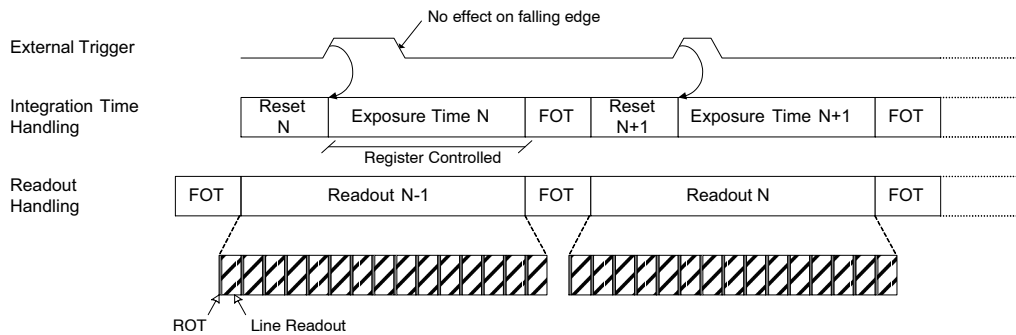 No effect on falling edge
External Trigger
Integration Time
Handling
Reset
N
Exposure Time N
FOT
Reset
N+1
Exposure Time N+1
FOT
Register Controlled
Readout
Handling
FOT
Readout N-1
FOT
Readout N
FOT
ROT
Line Readout